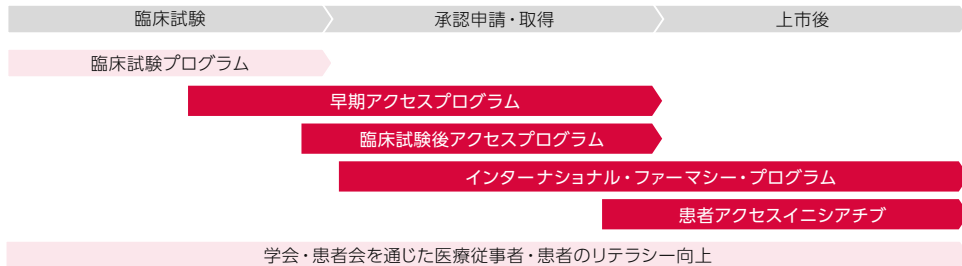 臨床試験
承認申請・取得
上市後
臨床試験プログラム
早期アクセスプログラム
臨床試験後アクセスプログラム
インターナショナル・ファーマシー・プログラム
患者アクセスイニシアチブ
学会・患者会を通じた医療従事者・患者のリテラシー向上